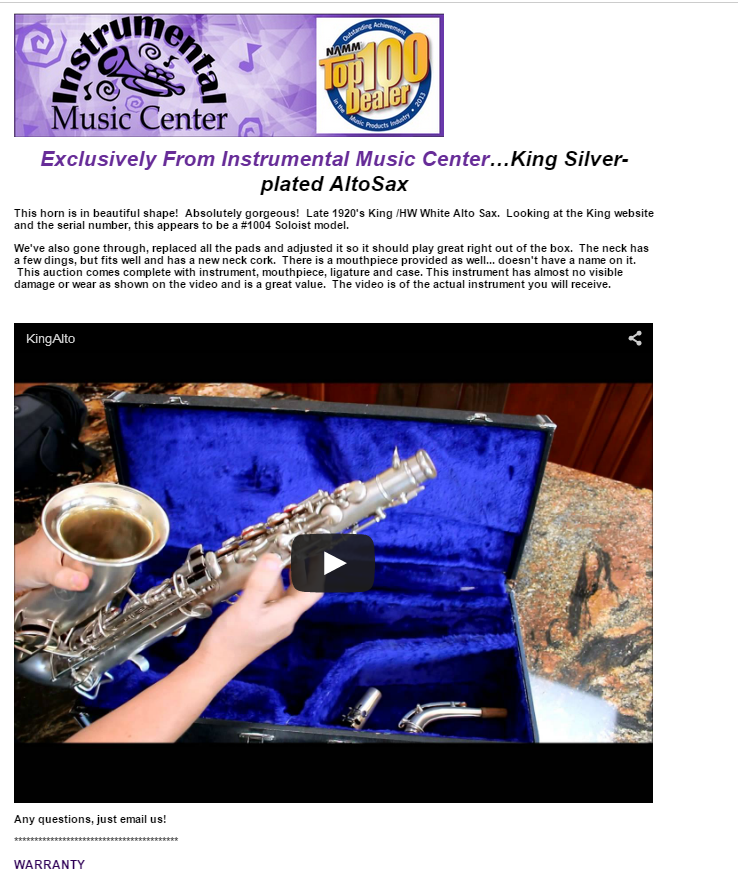 Instrumental
Music Center
Outstanding Achievement
NAMM
Top 100
Dealer
in the Music Products Industry • 2013
Exclusively From Instrumental Music Center…King Silver-
plated AltoSax
This horn is in beautiful shape!  Absolutely gorgeous!  Late 1920's King /HW White Alto Sax.  Looking at the King website
and the serial number, this appears to be a #1004 Soloist model.
We've also gone through, replaced all the pads and adjusted it so it should play great right out of the box.  The neck has
a few dings, but fits well and has a new neck cork.  There is a mouthpiece provided as well... doesn't have a name on it.
This auction comes complete with instrument, mouthpiece, ligature and case. This instrument has almost no visible
damage or wear as shown on the video and is a great value.  The video is of the actual instrument you will receive.
KingAlto
Any questions, just email us!
*****************************************
WARRANTY